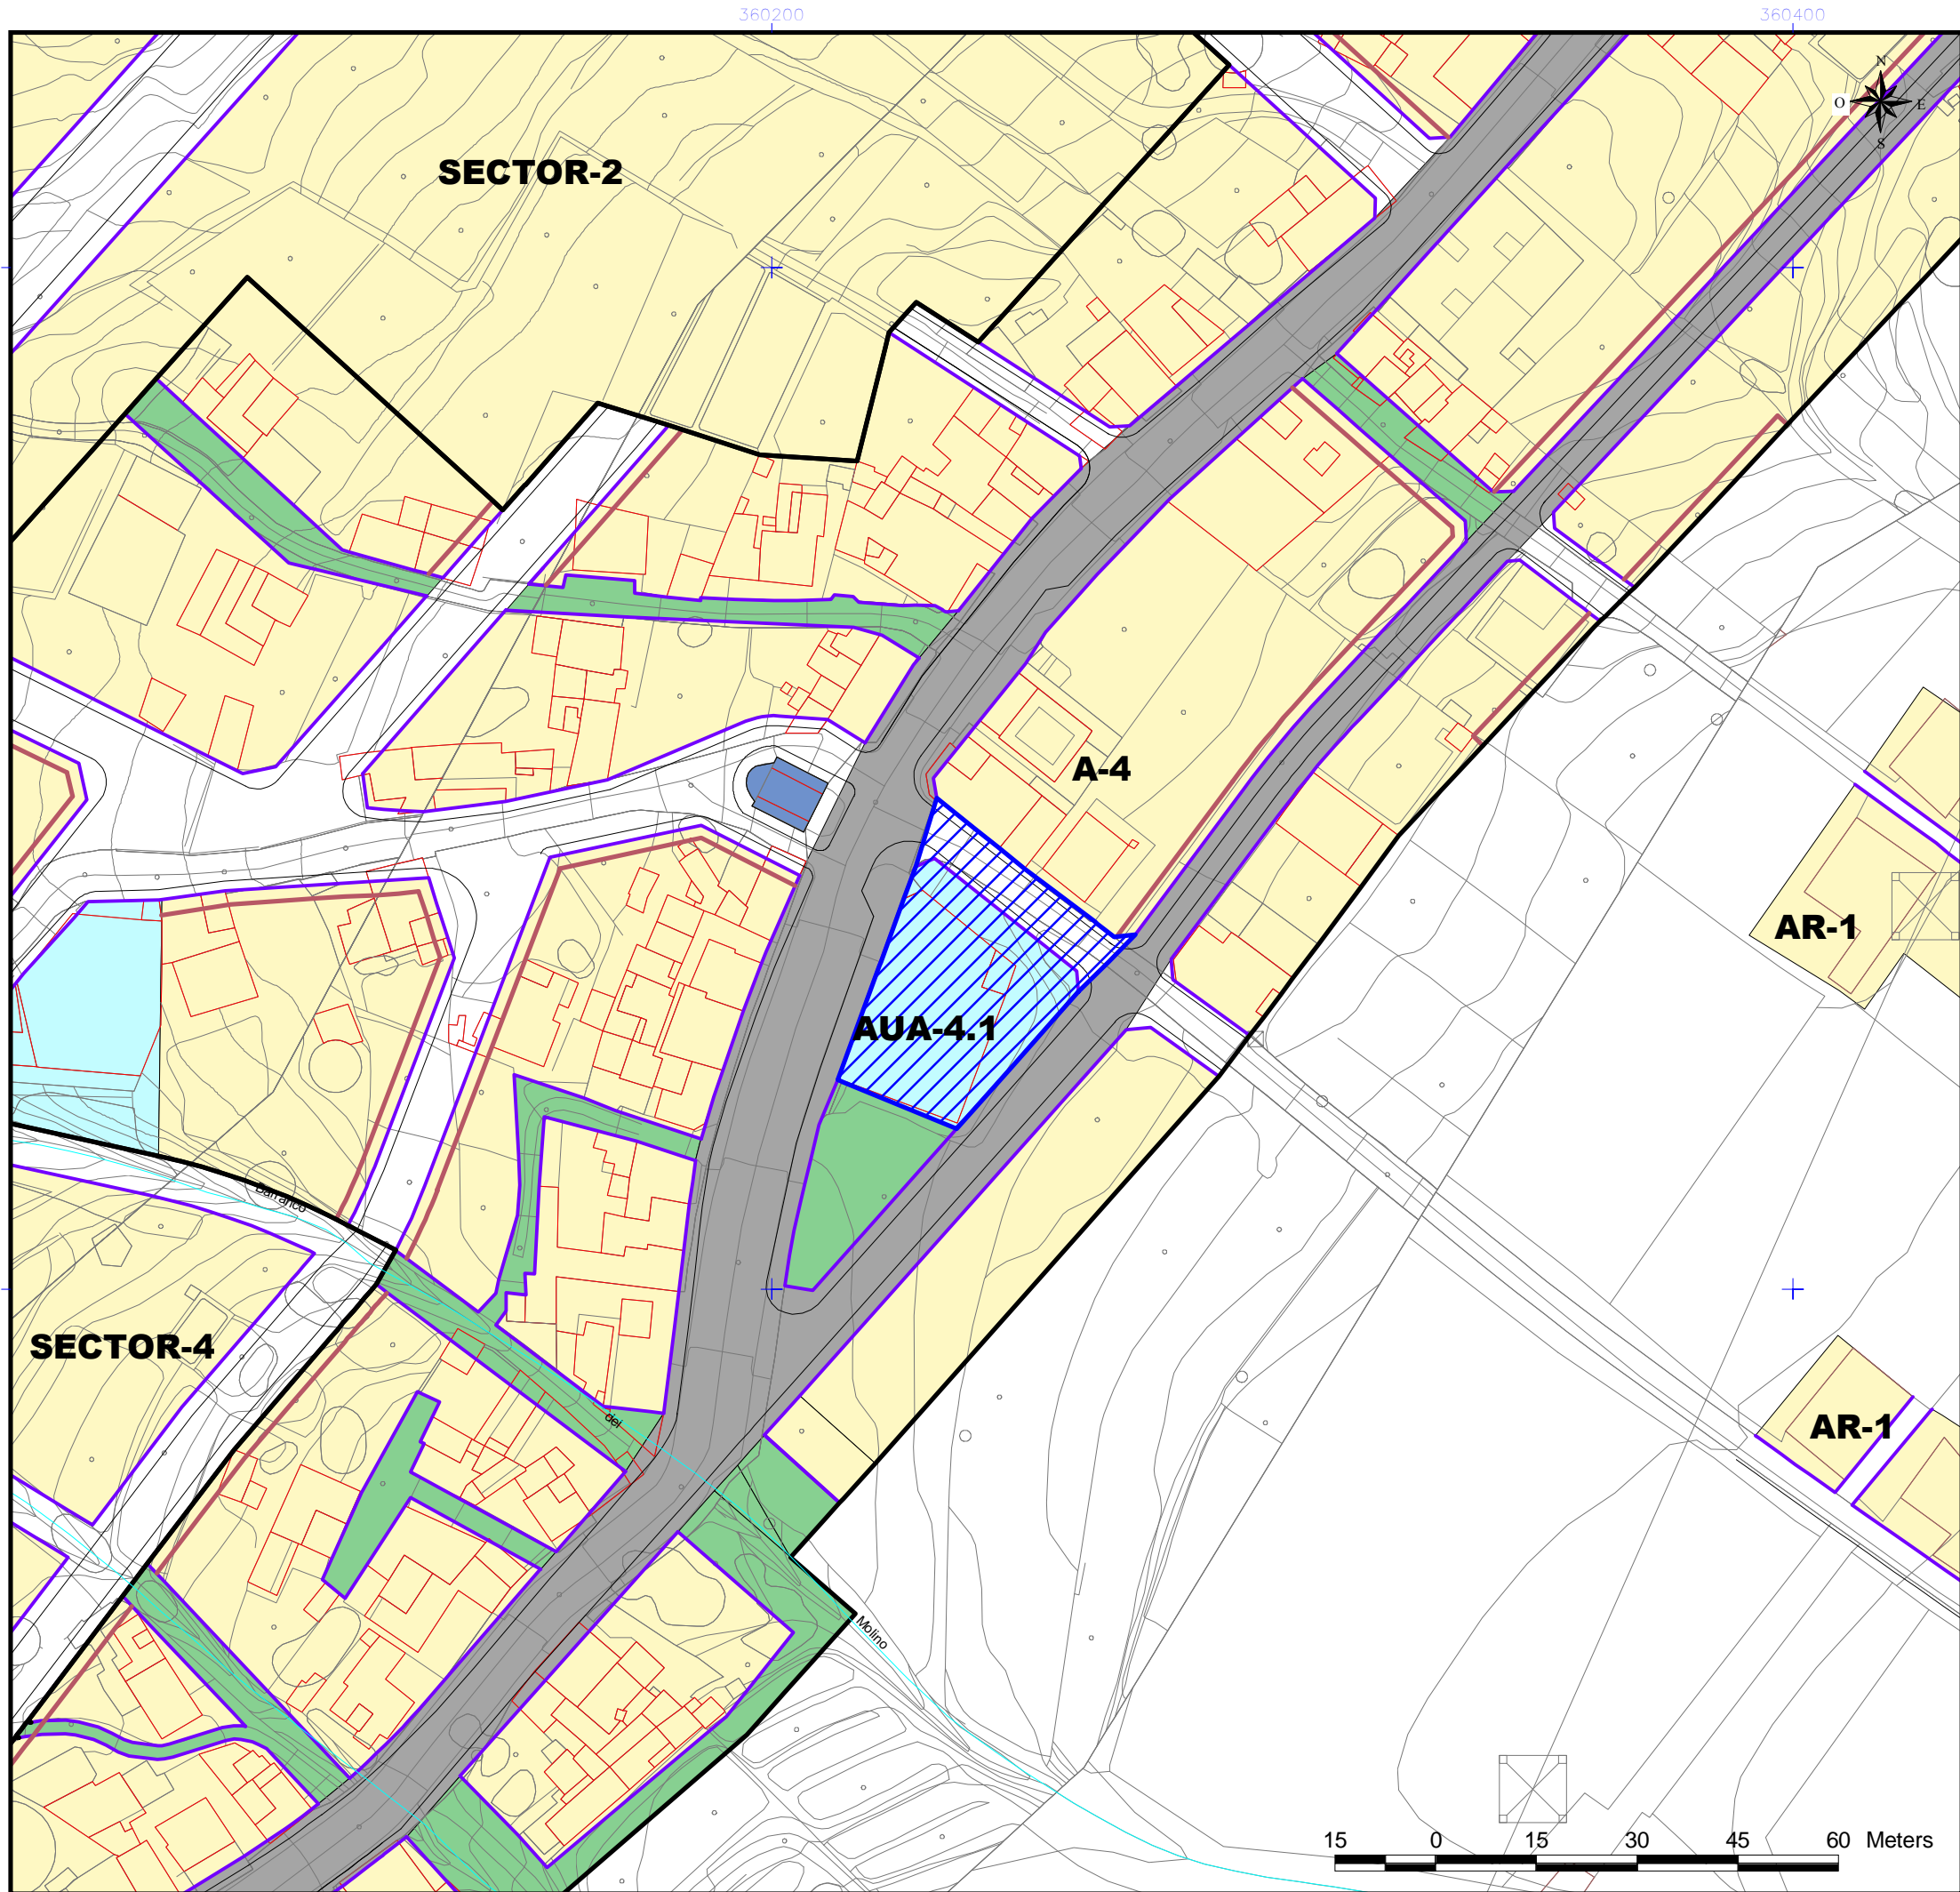 360200
360400
N
O
E
S
SECTOR-2
A-4
AR-1
AUA-4.1
Barranco
SECTOR-4
del
AR-1
Molino
15 0 15 30 45 60 Meters